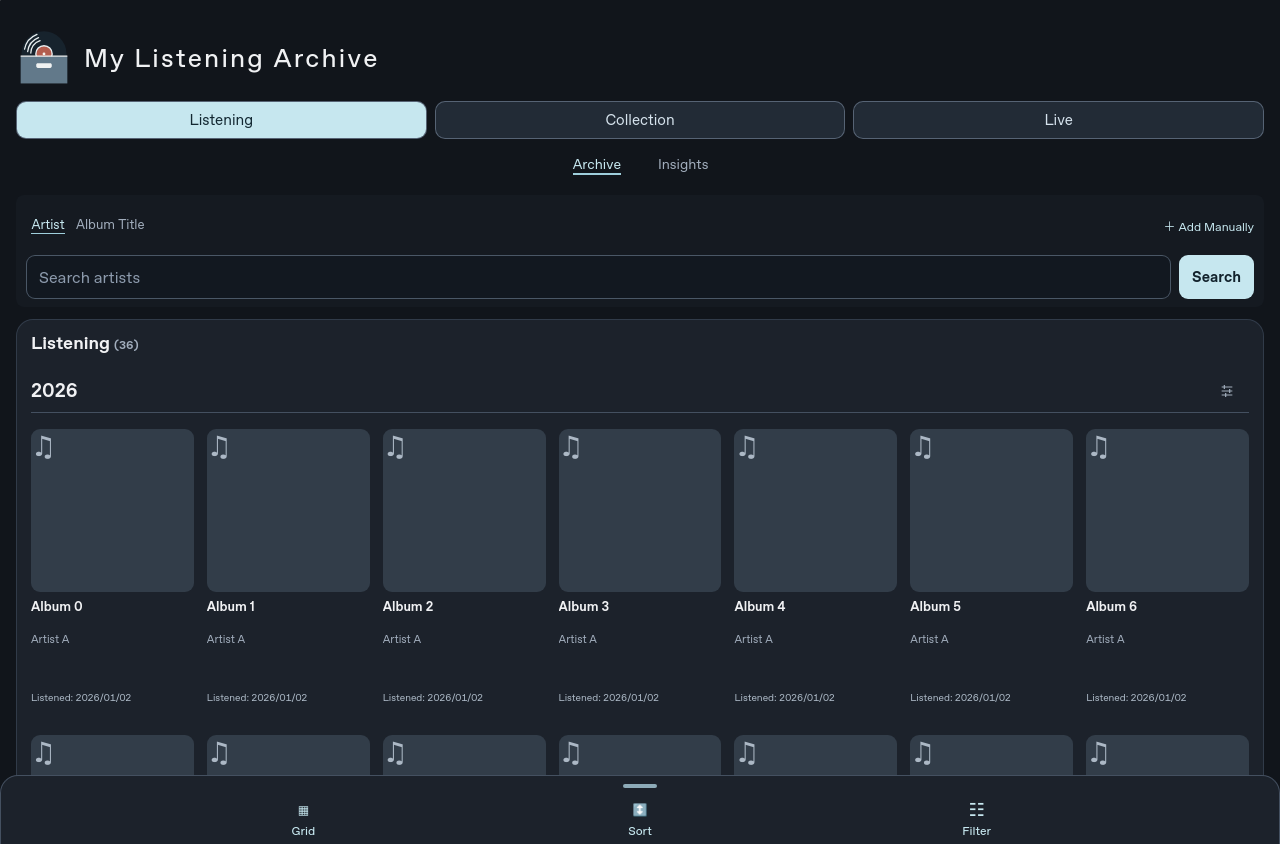 My Listening Archive
Listening Collection Live
Archive Insights
Artist Album Title + Add Manually
Search artists Search
Listening (36)
2026
Album 0 Album 1 Album 2 Album 3 Album 4 Album 5 Album 6
Artist A Artist A Artist A Artist A Artist A Artist A Artist A
Listened: 2026/01/02 Listened: 2026/01/02 Listened: 2026/01/02 Listened: 2026/01/02 Listened: 2026/01/02 Listened: 2026/01/02 Listened: 2026/01/02
Grid Sort Filter